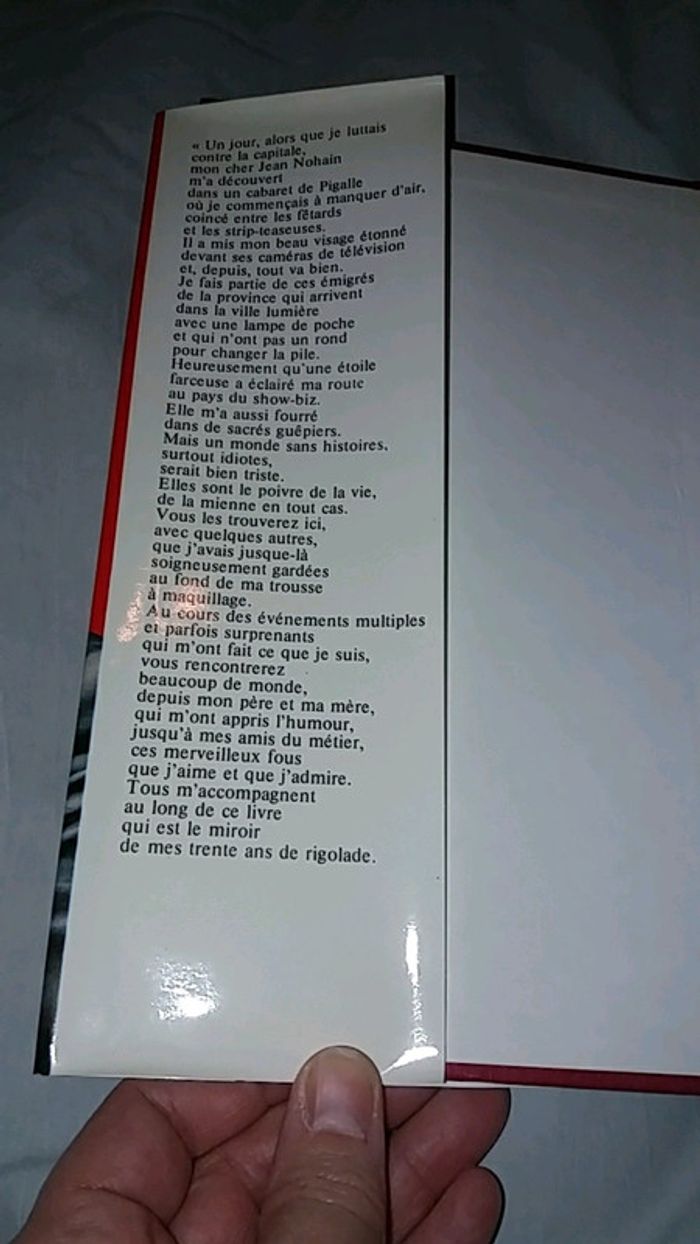 « Un jour, alors que je luttais
contre la capitale,
mon cher Jean Nohain
m'a découvert
dans un cabaret de Pigalle
où je commençais à manquer d'air,
coincé entre les fêtards
et les strip-teaseuses.
Il a mis mon beau visage étonné
devant ses caméras de télévision
et, depuis, tout va bien.
Je fais partie de ces émigrés
de la province qui arrivent
dans la ville lumière
avec une lampe de poche
et qui n'ont pas un rond
pour changer la pile.
Heureusement qu'une étoile
farceuse a éclairé ma route
au pays du show-biz.
Elle m'a aussi fourré
dans de sacrés guêpiers.
Mais un monde sans histoires,
surtout idiotes,
serait bien triste.
Elles sont le poivre de la vie,
de la mienne en tout cas.
Vous les trouverez ici,
avec quelques autres,
que j'avais jusque-là
soigneusement gardées
au fond de ma trousse
à maquillage.
Au cours des événements multiples
et parfois surprenants
qui m'ont fait ce que je suis,
vous rencontrerez
beaucoup de monde,
depuis mon père et ma mère,
qui m'ont appris l'humour,
jusqu'à mes amis du métier,
ces merveilleux fous
que j'aime et que j'admire.
Tous m'accompagnent
au long de ce livre
qui est le miroir
de mes trente ans de rigolade.